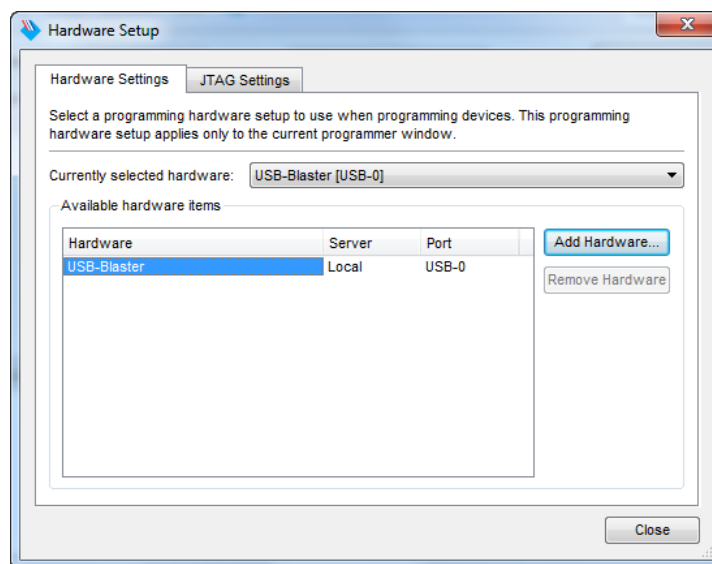 Hardware Setup
Hardware Settings
JTAG Settings
Select a programming hardware setup to use when programming devices. This programming
hardware setup applies only to the current programmer window.
Currently selected hardware:
USB-Blaster [USB-0]
Available hardware items
Hardware Server Port
USB-Blaster Local USB-0
Add Hardware...
Remove Hardware
Close